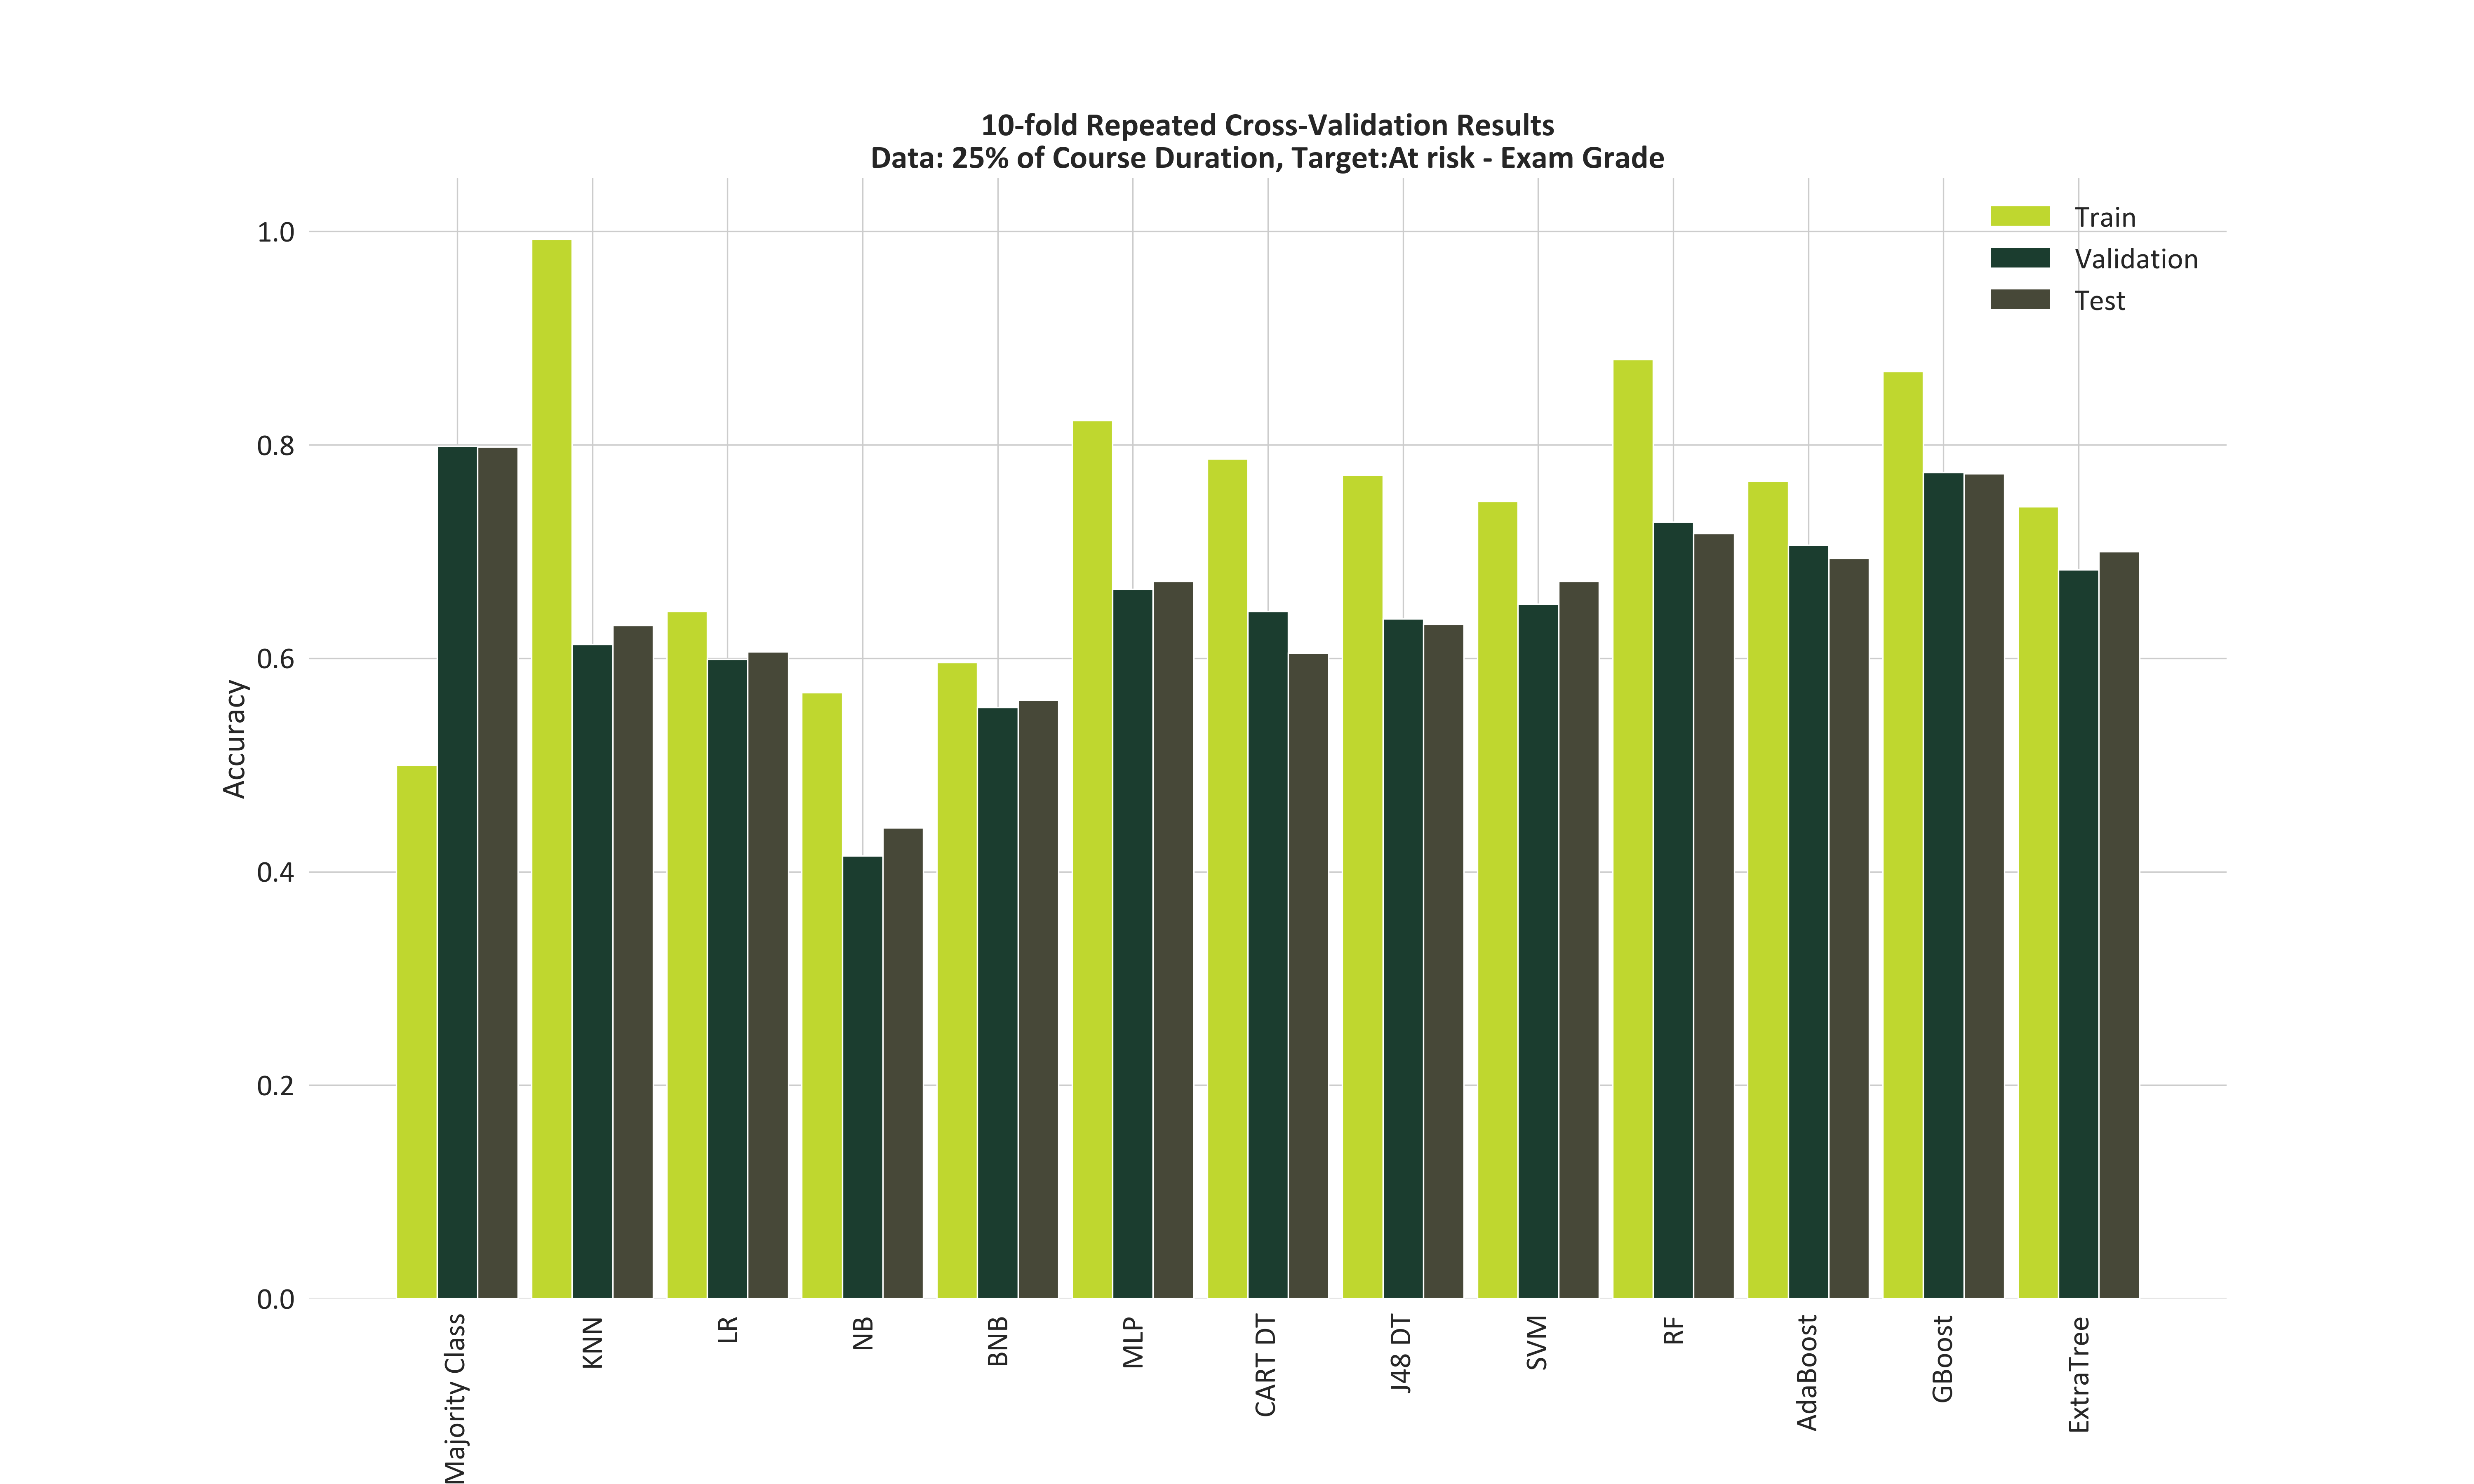 10-fold Repeated Cross-Validation Results
Data: 25% of Course Duration, Target:At risk - Exam Grade
Train
Validation
Test
Accuracy
1.0
0.8
0.6
0.4
0.2
0.0
Majority Class
KNN
LR
NB
BNB
MLP
CART DT
J48 DT
SVM
RF
AdaBoost
GBoost
ExtraTree